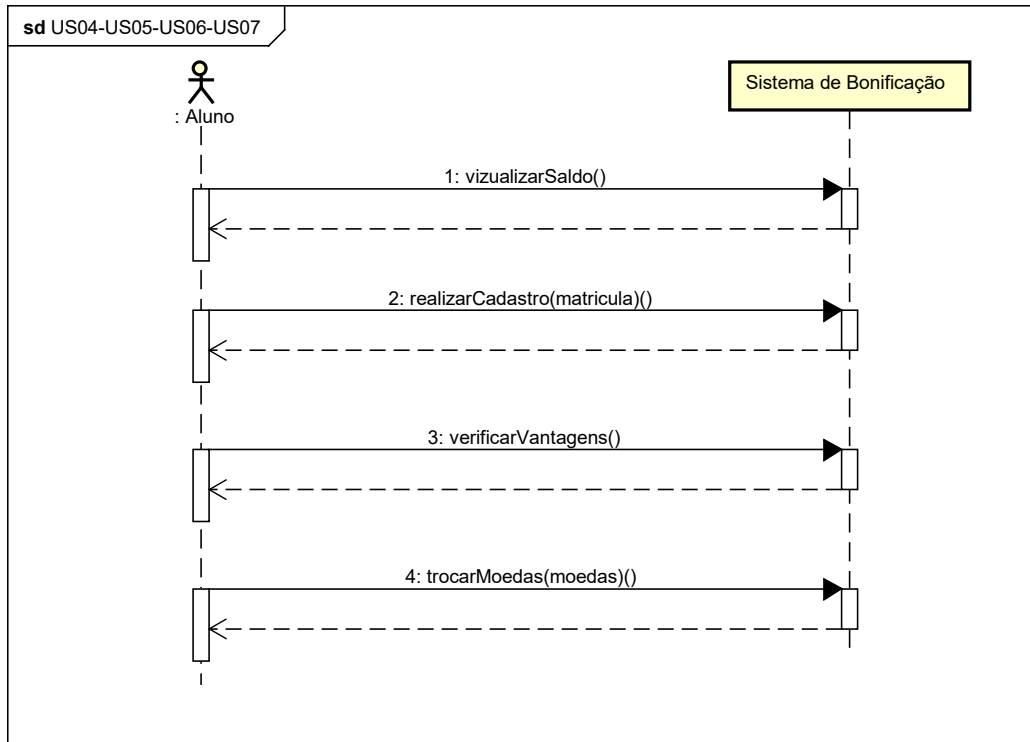 sd US04-US05-US06-US07
: Aluno
Sistema de Bonificação
1: vizualizarSaldo()
2: realizarCadastro(matricula)()
3: verificarVantagens()
4: trocarMoedas(moedas)()